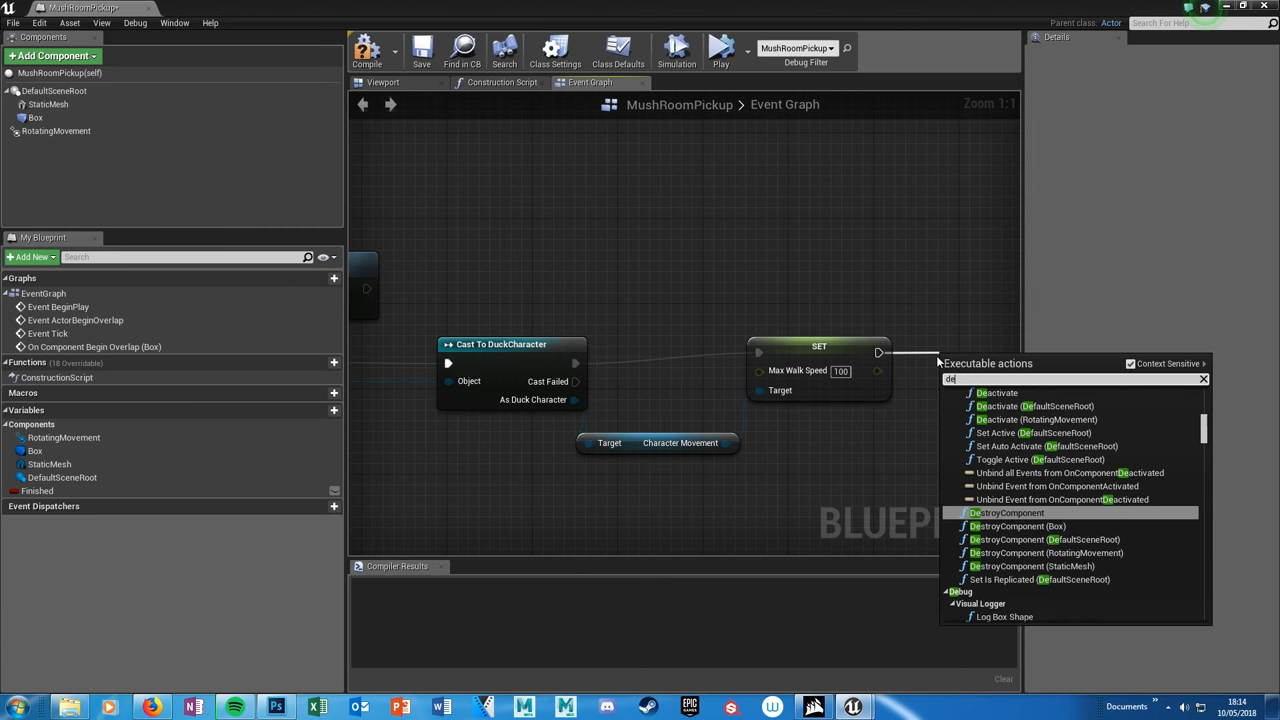 MushRoomPickup*
File Edit Asset View Debug Window Help
Parent class: Actor
Search For Help
Components
+Add Component
MushRoomPickup(self)
DefaultSceneRoot
StaticMesh
Box
RotatingMovement
Compile
Save
Find in CB
Search
Class Settings
Class Defaults
Simulation
Play
MushRoomPickup
Debug Filter
Details
Viewport
Construction Script
Event Graph
MushRoomPickup > Event Graph
Zoom 1:1
My Blueprint
+Add New
Search
Graphs
EventGraph
Event BeginPlay
Event ActorBeginOverlap
Event Tick
On Component Begin Overlap (Box)
Functions (18 Overridable)
ConstructionScript
Macros
Variables
Components
RotatingMovement
Box
StaticMesh
DefaultSceneRoot
Finished
Event Dispatchers
Cast To DuckCharacter
Object
Cast Failed
As Duck Character
Target Character Movement
SET
Max Walk Speed 100
Target
BLUEP
Executable actions
Context Sensitive
de
Deactivate
Deactivate (DefaultSceneRoot)
Deactivate (RotatingMovement)
Set Active (DefaultSceneRoot)
Set Auto Activate (DefaultSceneRoot)
Toggle Active (DefaultSceneRoot)
Unbind all Events from OnComponentDeactivated
Unbind Event from OnComponentActivated
Unbind Event from OnComponentDeactivated
DestroyComponent
DestroyComponent (Box)
DestroyComponent (DefaultSceneRoot)
DestroyComponent (RotatingMovement)
DestroyComponent (StaticMesh)
Set Is Replicated (DefaultSceneRoot)
Debug
Visual Logger
Log Box Shape
Compiler Results
Clear
Documents
18:14
10/05/2018